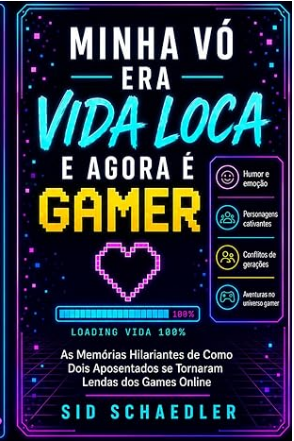 MINHA VÓ
ERA
VIDA LOCA
E AGORA É
GAMER
Humor e
emoção
Personagens
cativantes
Conflitos de
gerações
Aventuras no
universo gamer
100%
LOADING VIDA 100%
As Memórias Hilariantes de Como
Dois Aposentados se Tornaram
Lendas dos Games Online
SID SCHAEDLER